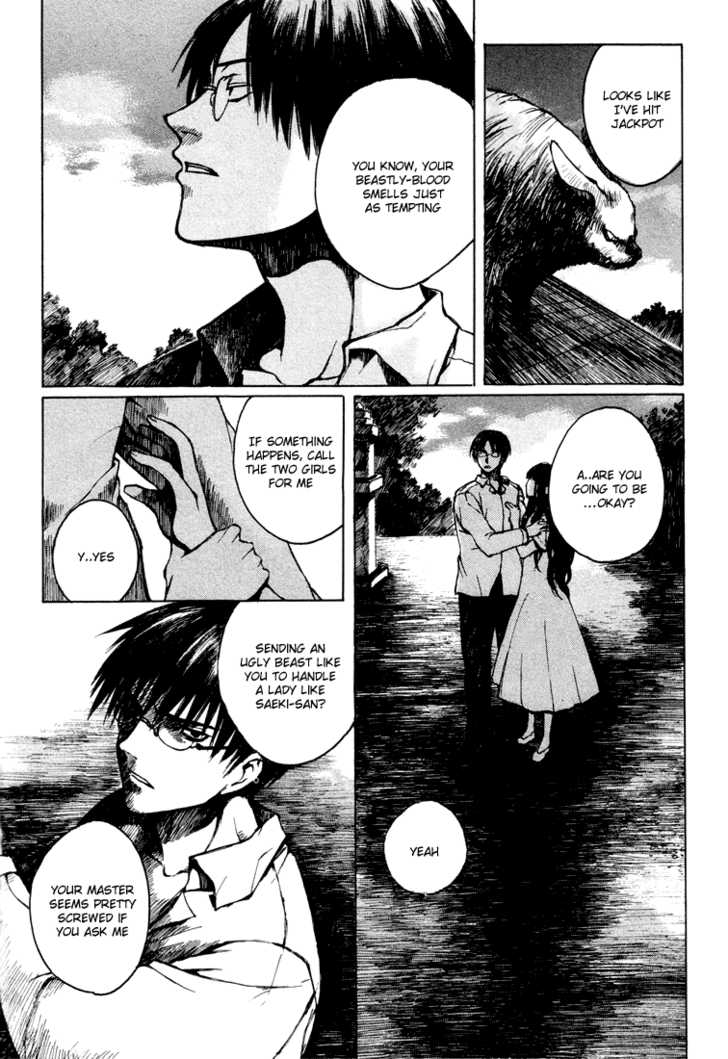 LOOKS LIKE
I'VE HIT
JACKPOT
YOU KNOW, YOUR
BEASTLY-BLOOD
SMELLS JUST
AS TEMPTING
A..ARE YOU
GOING TO BE
...OKAY?
YEAH
IF SOMETHING
HAPPENS, CALL
THE TWO GIRLS
FOR ME
Y..YES
SENDING AN
UGLY BEAST LIKE
YOU TO HANDLE
A LADY LIKE
SAEKI-SAN?
YOUR MASTER
SEEMS PRETTY
SCREWED IF
YOU ASK ME